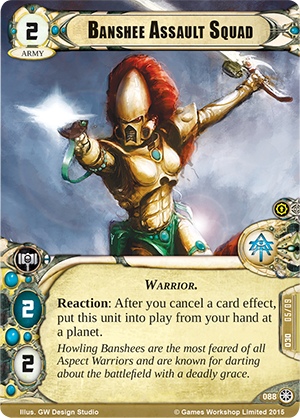 2
BANSHEE ASSAULT SQUAD
ARMY
WARRIOR.
2
Reaction: After you cancel a card effect,
put this unit into play from your hand at
a planet.
2
Howling Banshees are the most feared of all
Aspect Warriors and are known for darting
about the battlefield with a deadly grace.
088
Illus. GW Design Studio
© Games Workshop Limited 2015